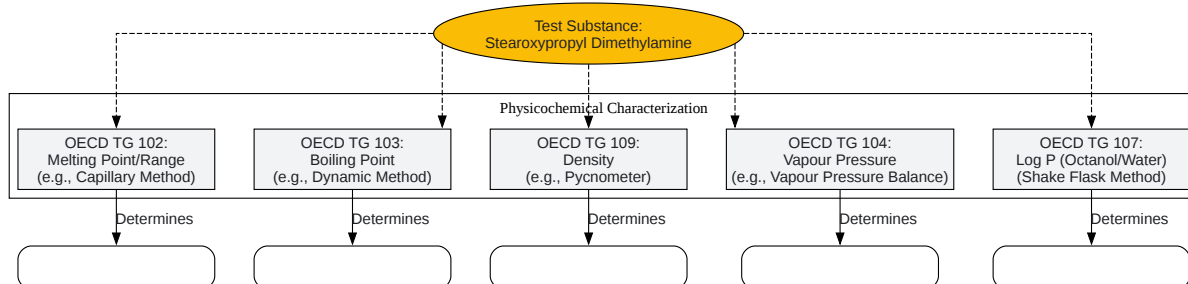 Test Substance:
Stearoxypropyl Dimethylamine
Physicochemical Characterization
OECD TG 102:
Melting Point/Range
(e.g., Capillary Method)
OECD TG 103:
Boiling Point
(e.g., Dynamic Method)
OECD TG 109:
Density
(e.g., Pycnometer)
OECD TG 104:
Vapour Pressure
(e.g., Vapour Pressure Balance)
OECD TG 107:
Log P (Octanol/Water)
(Shake Flask Method)
Determines
Determines
Determines
Determines
Determines